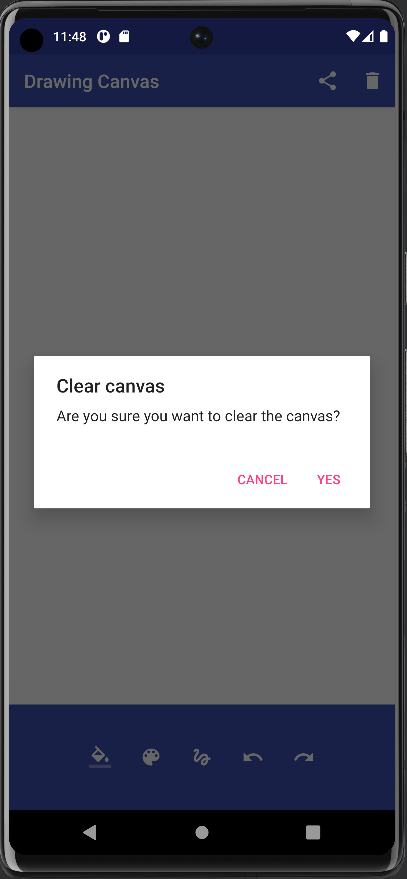 11:48
Drawing Canvas
Clear canvas
Are you sure you want to clear the canvas?
CANCEL YES